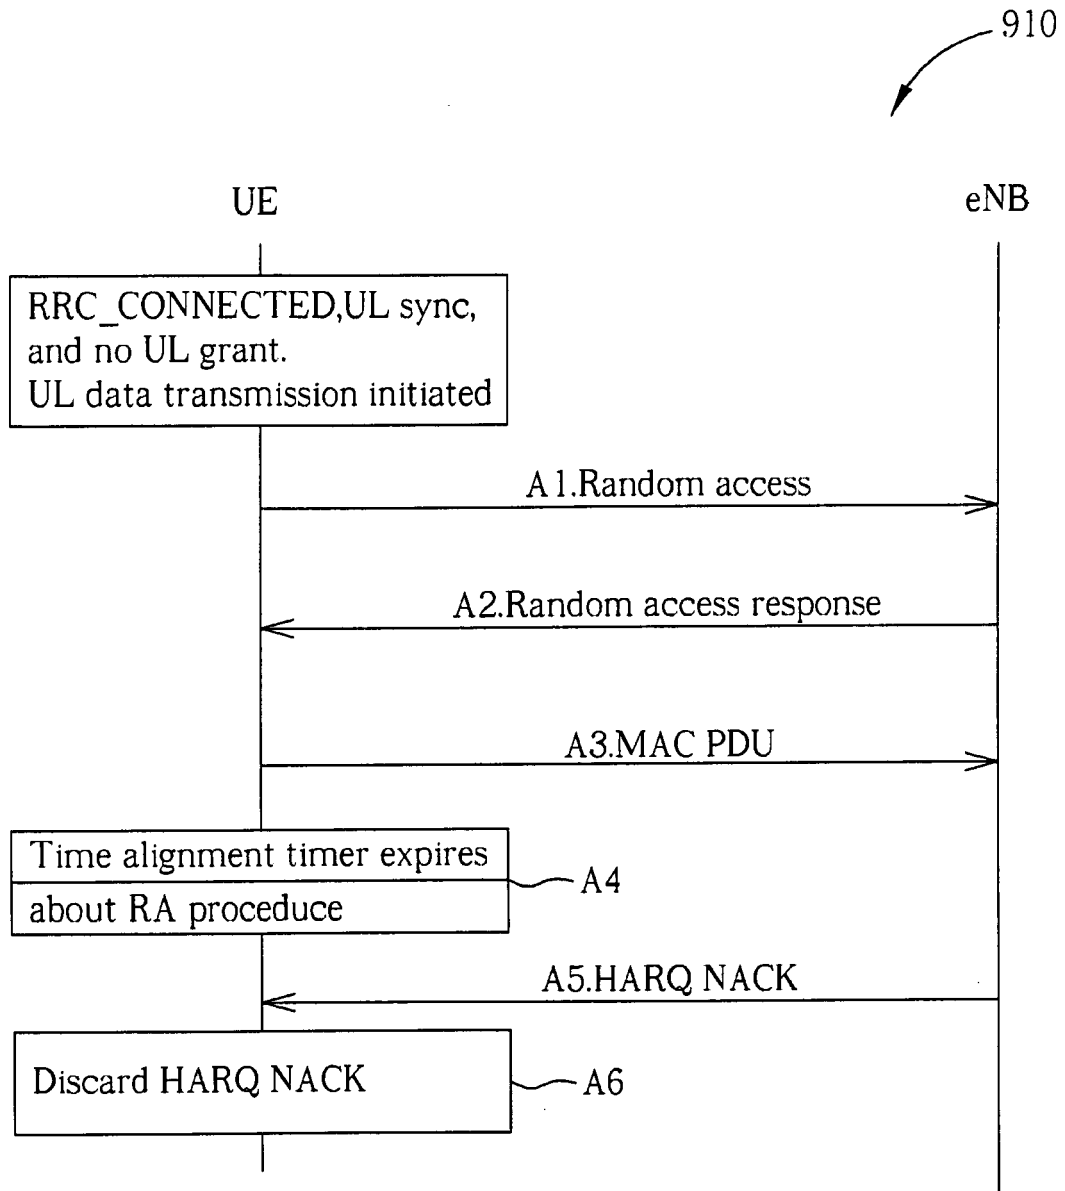 910
UE
eNB
RRC_CONNECTED,UL sync,
and no UL grant.
UL data transmission initiated
A1.Random access
A2.Random access response
A3.MAC PDU
Time alignment timer expires
A4
about RA proceduce
A5.HARQ NACK
Discard HARQ NACK
A6